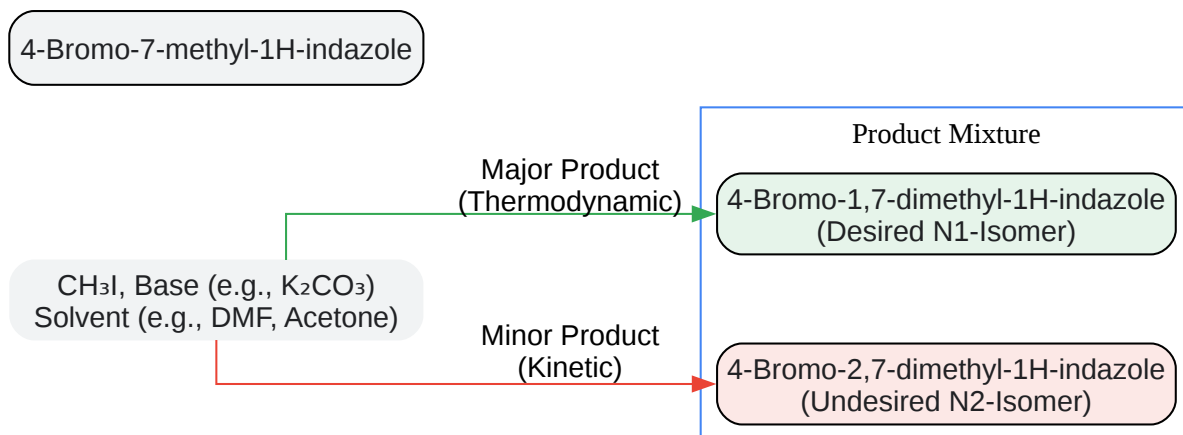 4-Bromo-7-methyl-1H-indazole
Product Mixture
Major Product
(Thermodynamic)
4-Bromo-1,7-dimethyl-1H-indazole
(Desired N1-Isomer)
CH₃I, Base (e.g., K₂CO₃)
Solvent (e.g., DMF, Acetone)
Minor Product
(Kinetic)
4-Bromo-2,7-dimethyl-1H-indazole
(Undesired N2-Isomer)